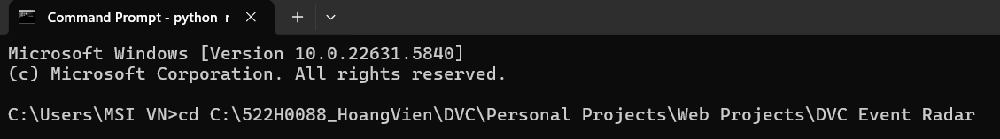 Command Prompt - python r
Microsoft Windows [Version 10.0.22631.5840]
(c) Microsoft Corporation. All rights reserved.
C:\Users\MSI VN>cd C:\522H0088_HoangVien\DVC\Personal Projects\Web Projects\DVC Event Radar